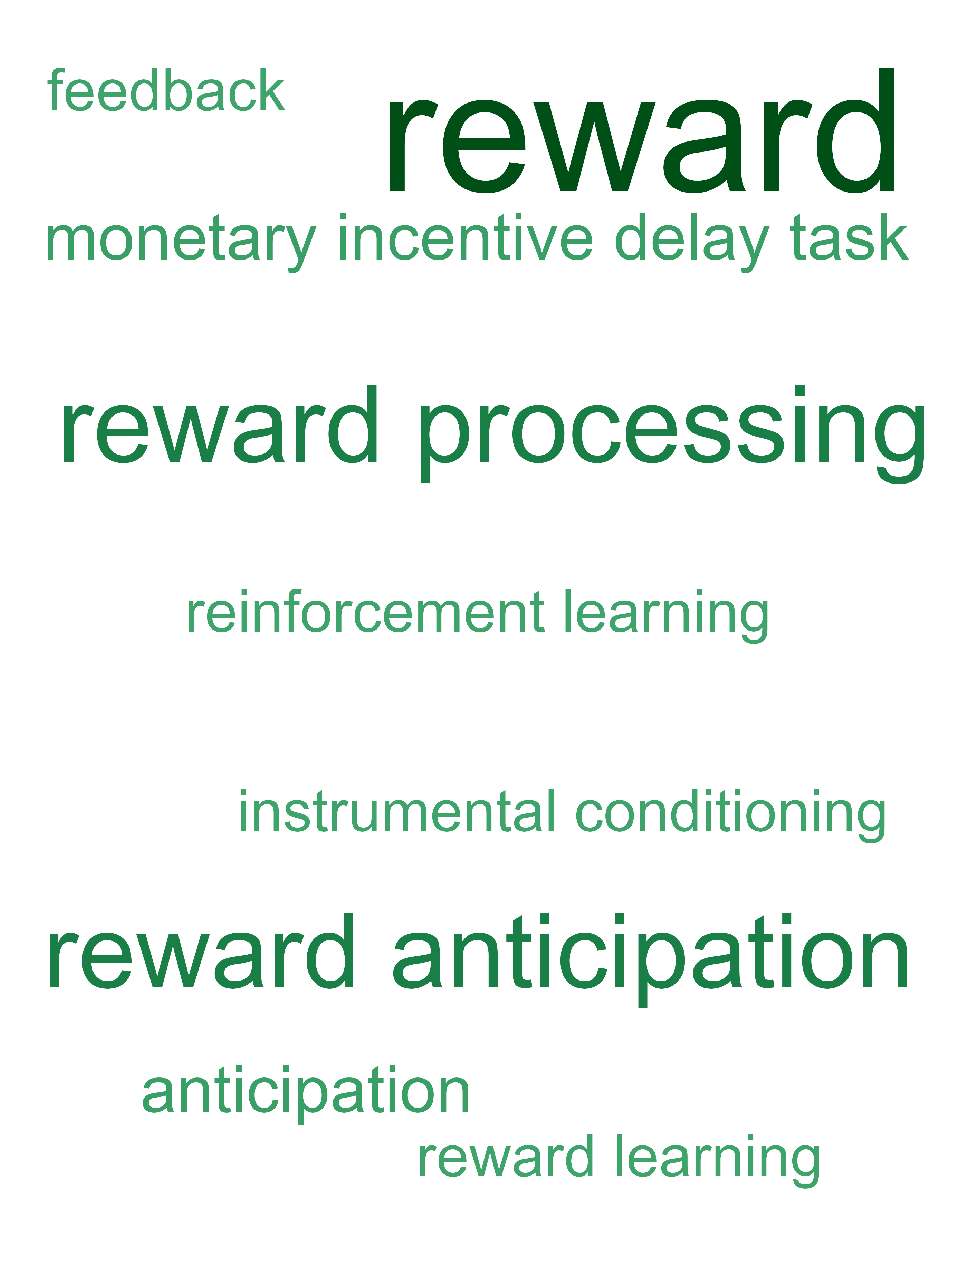 feedback
reward
monetary incentive delay task
reward processing
reinforcement learning
instrumental conditioning
reward anticipation
anticipation
reward learning